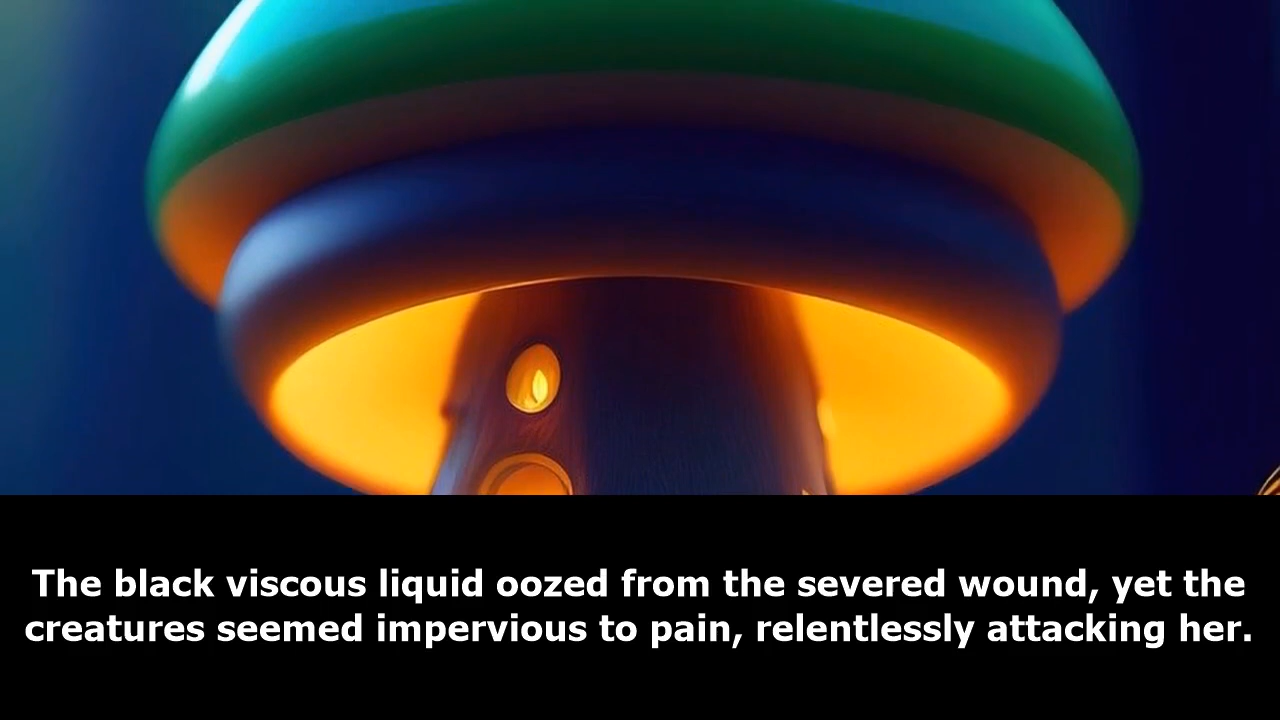 The black viscous liquid oozed from the severed wound, yet the
creatures seemed impervious to pain, relentlessly attacking her.